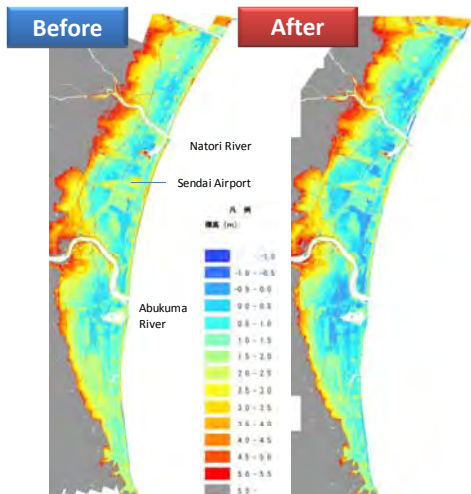 Before
After
Natori River
Sendai Airport
凡 例
標高 (m)
-1.0
-1.0 - -0.5
-0.5 - 0.0
0.0 - 0.5
0.5 - 1.0
1.0 - 1.5
1.5 - 2.0
2.0 - 2.5
2.5 - 3.0
3.0 - 3.5
3.5 - 4.0
4.0 - 4.5
4.5 - 5.0
5.0 - 5.5
5.5 -
Abukuma
River